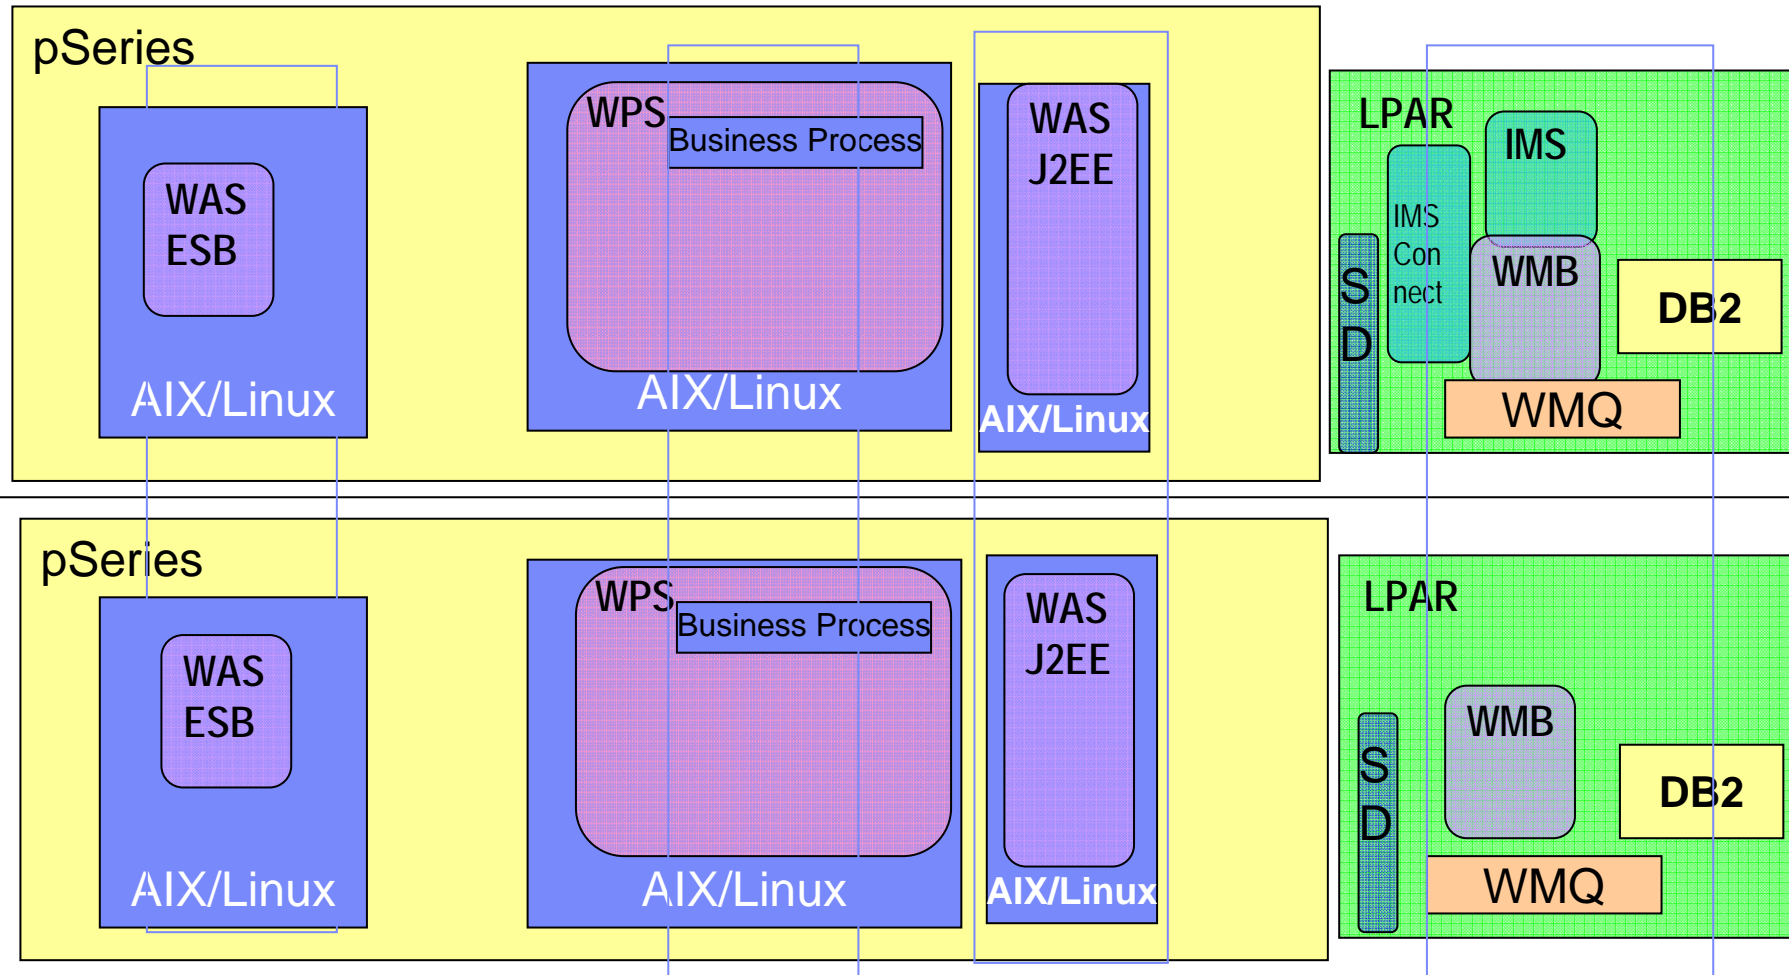 pSeries
WAS
ESB
AIX/Linux
WPS
Business Process
AIX/Linux
WAS
J2EE
AIX/Linux
LPAR
IMS
IMS
Con
nect
S
D
WMB
DB2
WMQ
pSeries
WAS
ESB
AIX/Linux
WPS
Business Process
AIX/Linux
WAS
J2EE
AIX/Linux
LPAR
S
D
WMB
DB2
WMQ